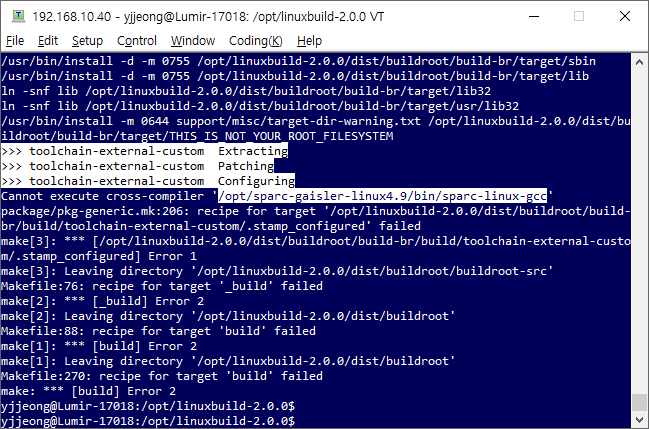 192.168.10.40 - yjjeong@Lumir-17018: /opt/linuxbuild-2.0.0 VT
File Edit Setup Control Window Coding(K) Help
/usr/bin/install -d -m 0755 /opt/linuxbuild-2.0.0/dist/buildroot/build-br/target/sbin
/usr/bin/install -d -m 0755 /opt/linuxbuild-2.0.0/dist/buildroot/build-br/target/lib
ln -snf lib /opt/linuxbuild-2.0.0/dist/buildroot/build-br/target/lib32
ln -snf lib /opt/linuxbuild-2.0.0/dist/buildroot/build-br/target/usr/lib32
/usr/bin/install -m 0644 support/misc/target-dir-warning.txt /opt/linuxbuild-2.0.0/dist/bu
ildroot/build-br/target/THIS_IS_NOT_YOUR_ROOT_FILESYSTEM
>>> toolchain-external-custom  Extracting
>>> toolchain-external-custom  Patching
>>> toolchain-external-custom  Configuring
Cannot execute cross-compiler '/opt/sparc-gaisler-linux4.9/bin/sparc-linux-gcc'
package/pkg-generic.mk:206: recipe for target '/opt/linuxbuild-2.0.0/dist/buildroot/build-
br/build/toolchain-external-custom/.stamp_configured' failed
make[3]: *** [/opt/linuxbuild-2.0.0/dist/buildroot/build-br/build/toolchain-external-custo
m/.stamp_configured] Error 1
make[3]: Leaving directory '/opt/linuxbuild-2.0.0/dist/buildroot/buildroot-src'
Makefile:76: recipe for target '_build' failed
make[2]: *** [_build] Error 2
make[2]: Leaving directory '/opt/linuxbuild-2.0.0/dist/buildroot'
Makefile:88: recipe for target 'build' failed
make[1]: *** [build] Error 2
make[1]: Leaving directory '/opt/linuxbuild-2.0.0/dist/buildroot'
Makefile:270: recipe for target 'build' failed
make: *** [build] Error 2
yjjeong@Lumir-17018:/opt/linuxbuild-2.0.0$
yjjeong@Lumir-17018:/opt/linuxbuild-2.0.0$